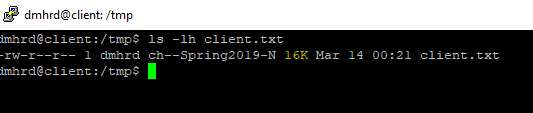 dmhrd@client: /tmp
dmhrd@client:/tmp$ ls -lh client.txt
-rw-r--r-- 1 dmhrd ch--Spring2019-N 16K Mar 14 00:21 client.txt
dmhrd@client:/tmp$